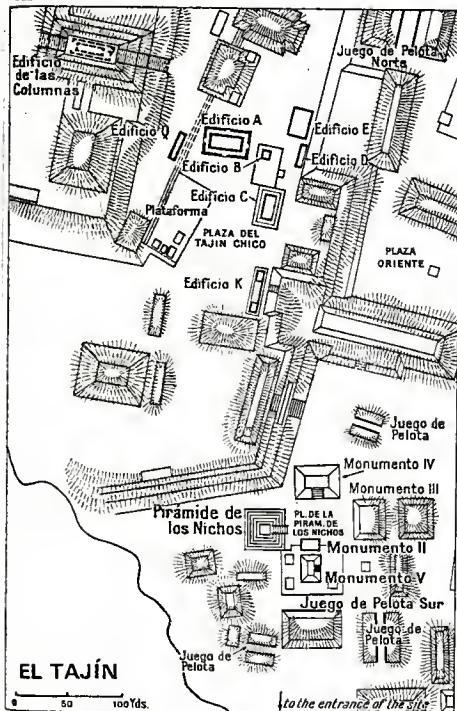 Juego de Pelota
Norte
Edificio
de las
Columnas
Edificio Q
Edificio A
Edificio E
Edificio B
Edificio D
Edificio C
Plataforma
PLAZA DEL
TAJIN CHICO
PLAZA
ORIENTE
Edificio K
Juego de
Pelota
Monumento IV
Monumento III
Pirámide de
los Nichos
PL. DE LA
PIRAM. DE
LOS NICHOS
Monumento II
Monumento V
Juego de Pelota Sur
Juego de
Pelota
Juego de
Pelota
EL TAJÍN
0 50 100 Yds.
to the entrance of the site